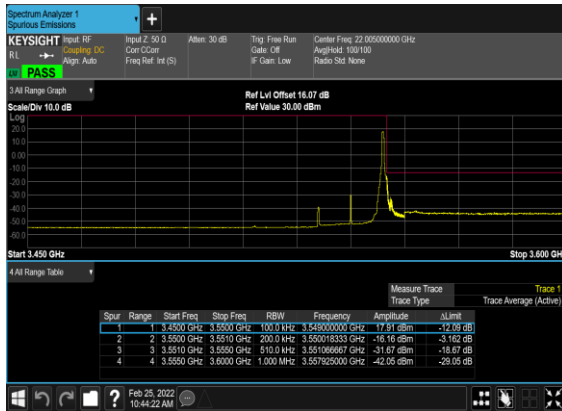 Spectrum Analyzer 1
Spurious Emissions
KEYSIGHT Input: RF
RL Coupling: DC
Align: Auto
Input Z: 50 Ω
Corr CCorr
Freq Ref: Int (S)
Atten: 30 dB
Trig: Free Run
Gate: Off
IF Gain: Low
Center Freq: 22.005000000 GHz
Avg|Hold: 100/100
Radio Std: None
PASS
3 All Range Graph
Scale/Div 10.0 dB
Ref Lvl Offset 16.07 dB
Ref Value 30.00 dBm
Log
20.0
10.0
0.00
-10.0
-20.0
-30.0
-40.0
-50.0
-60.0
Start 3.450 GHz
Stop 3.600 GH
4 All Range Table
Measure Trace Trace 1
Trace Type Trace Average (Active)
Spur Range Start Freq Stop Freq RBW Frequency Amplitude ΔLimit
1 1 3.4500 GHz 3.5500 GHz 100.0 kHz 3.549000000 GHz 17.91 dBm -12.09 dB
2 2 3.5500 GHz 3.5510 GHz 200.0 kHz 3.550018333 GHz -16.16 dBm -3.162 dB
3 3 3.5510 GHz 3.5550 GHz 510.0 kHz 3.551066667 GHz -31.67 dBm -18.67 dB
4 4 3.5550 GHz 3.6000 GHz 1.000 MHz 3.557925000 GHz -42.05 dBm -29.05 dB
Feb 25, 2022
10:44:22 AM